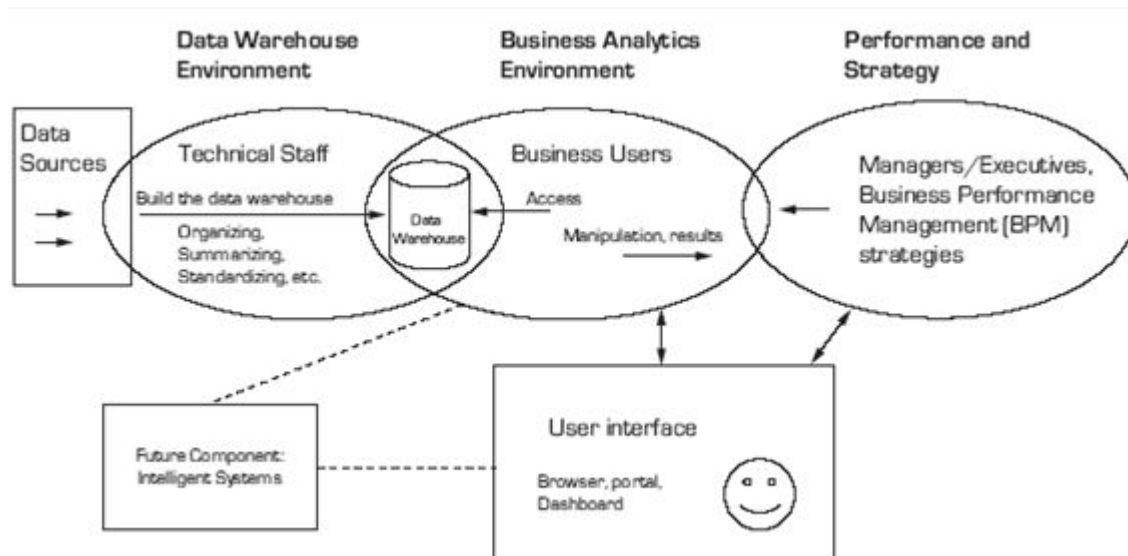 Data Warehouse
Environment
Business Analytics
Environment
Performance and
Strategy
Data
Sources
Technical Staff
Build the data warehouse
Organizing,
Summarizing,
Standardizing, etc.
Data
Warehouse
Business Users
Access
Manipulation, results
Managers/Executives,
Business Performance
Management (BPM)
strategies
Future Component:
Intelligent Systems
User interface
Browser, portal,
Dashboard